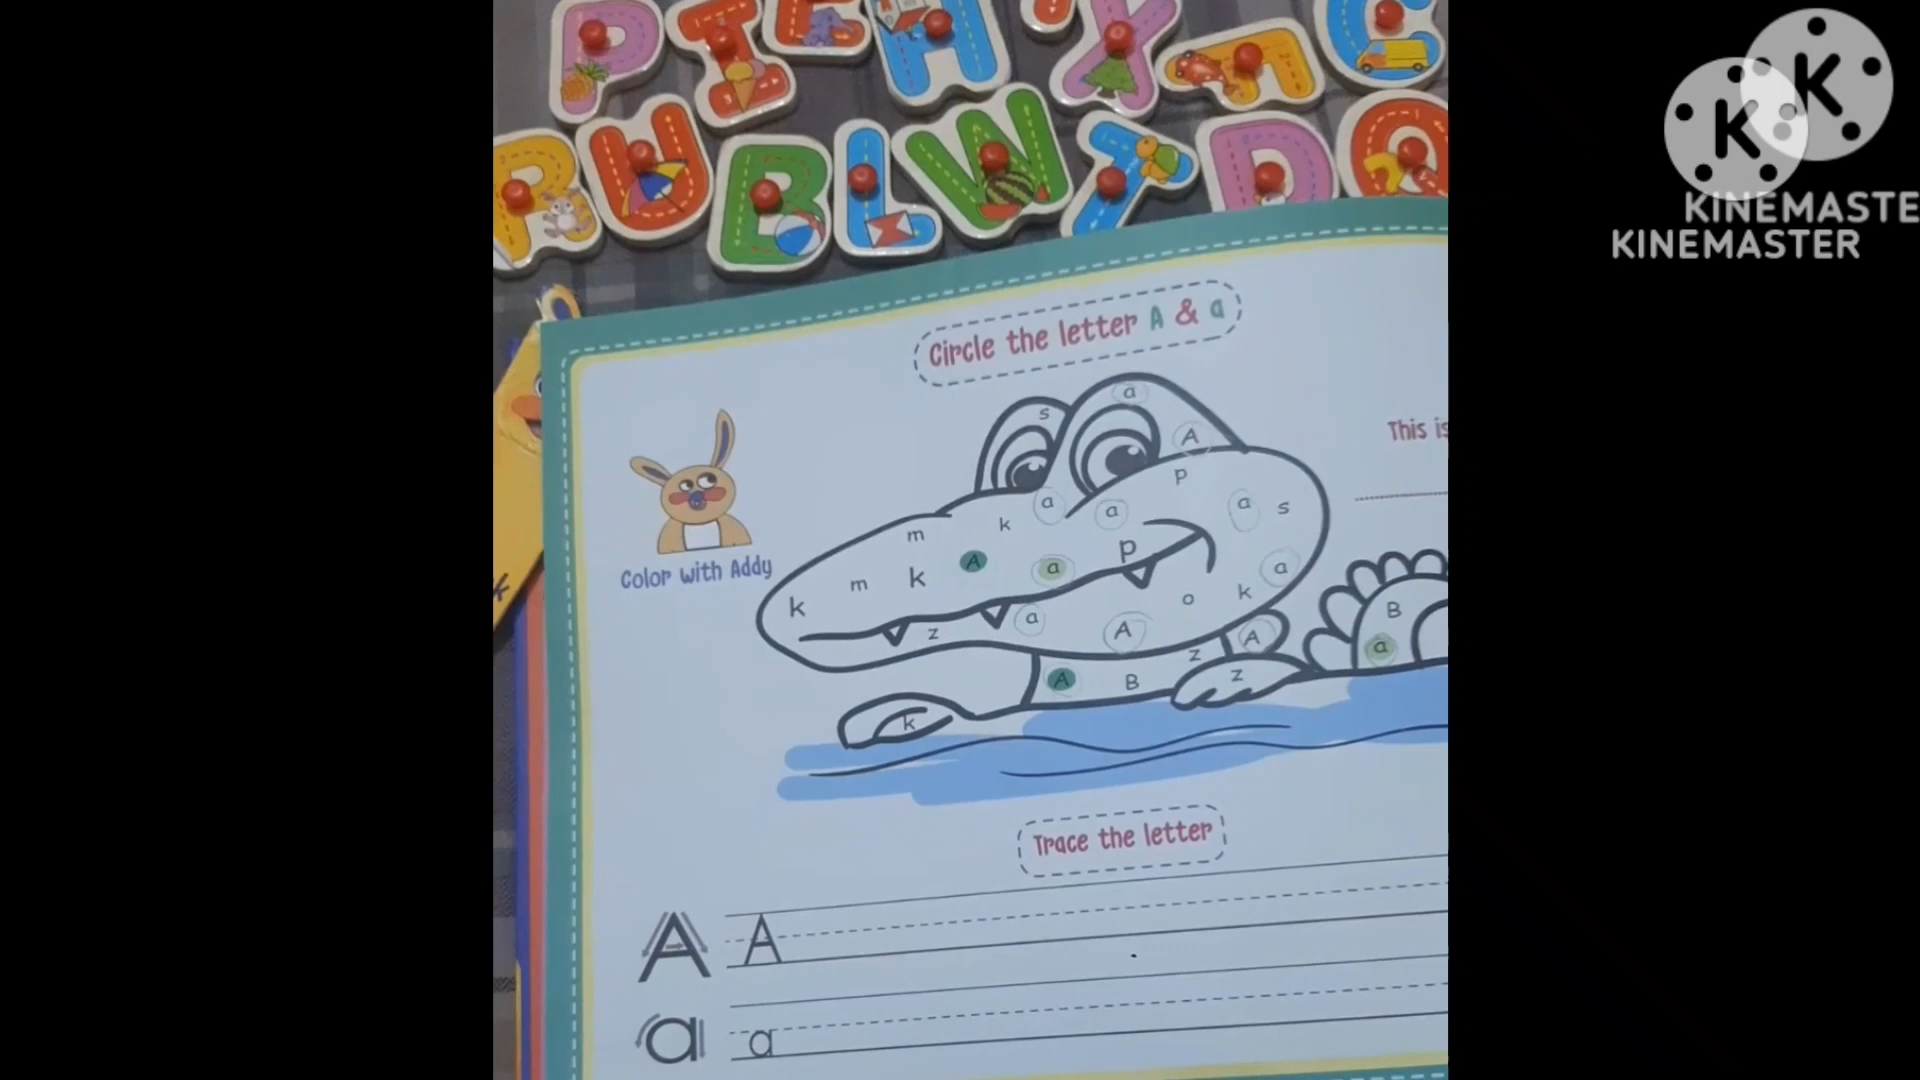 P I H X F C
R U B L W T D Q
K KINEMASTE
K KINEMASTER
Circle the letter A & a
s a
A
p
This is
a a a s
m k
A a p
m k a
k o k
z a A A B
z a
A B z
k
Color with Addy
Trace the letter
A A
a a